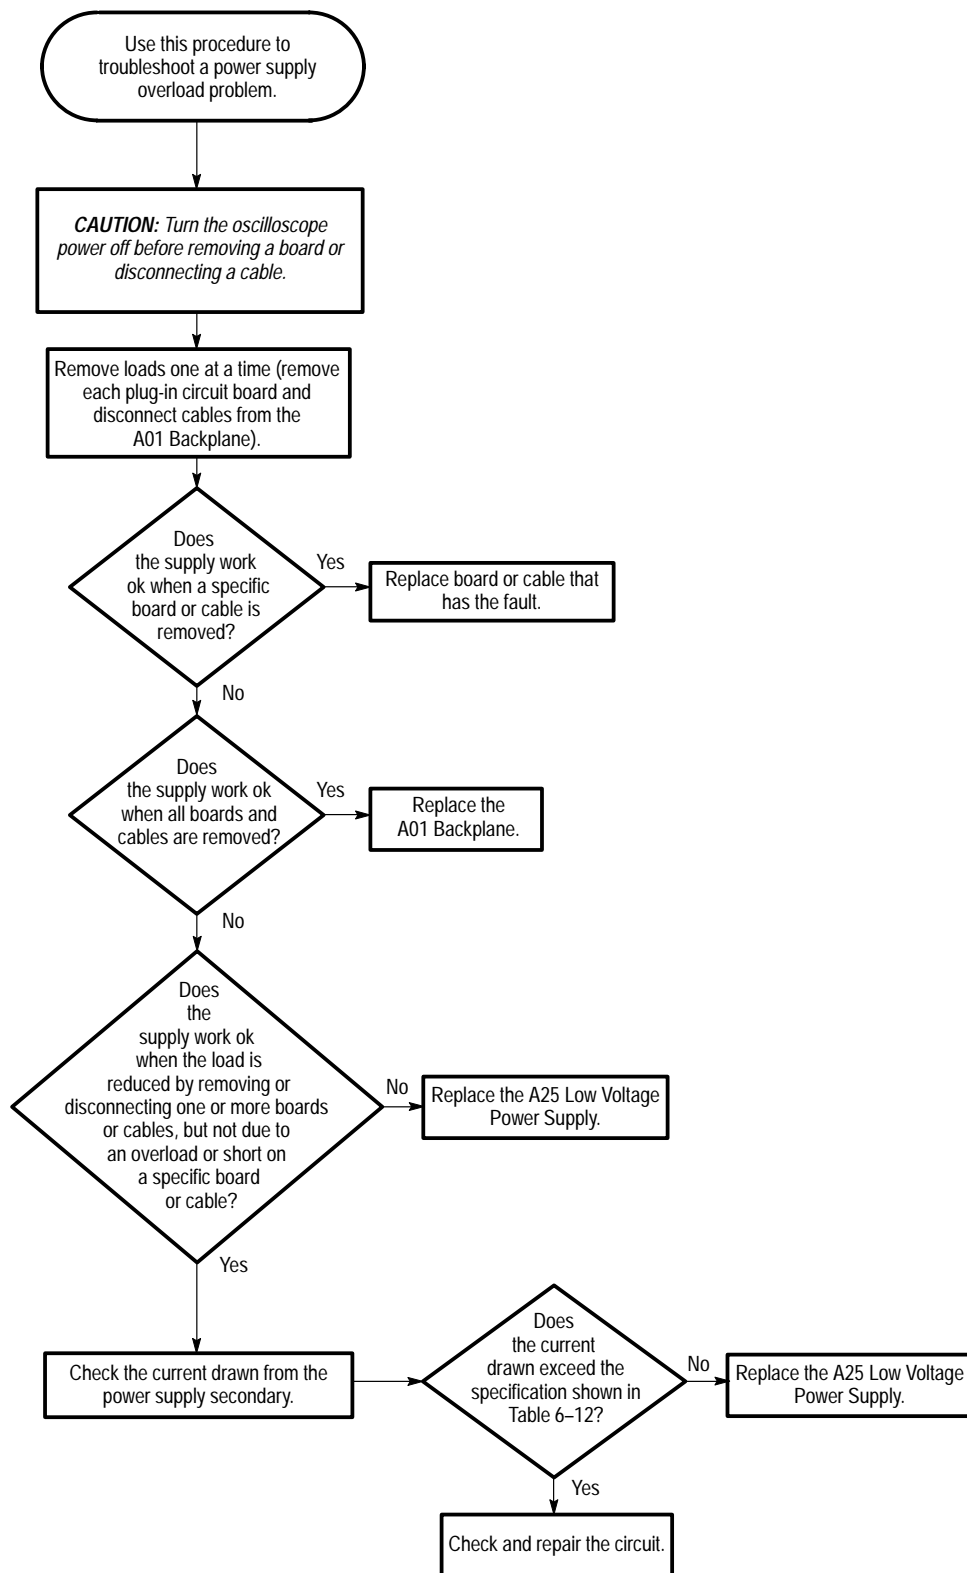 Use this procedure to
troubleshoot a power supply
overload problem.
CAUTION: Turn the oscilloscope
power off before removing a board or
disconnecting a cable.
Remove loads one at a time (remove
each plug-in circuit board and
disconnect cables from the
A01 Backplane).
Does
the supply work
ok when a specific
board or cable is
removed?
Yes
Replace board or cable that
has the fault.
No
Does
the supply work ok
when all boards and
cables are removed?
Yes
Replace the
A01 Backplane.
No
Does
the
supply work ok
when the load is
reduced by removing or
disconnecting one or more boards
or cables, but not due to
an overload or short on
a specific board
or cable?
No
Replace the A25 Low Voltage
Power Supply.
Yes
Check the current drawn from the
power supply secondary.
Does
the current
drawn exceed the
specification shown in
Table 6–12?
No
Replace the A25 Low Voltage
Power Supply.
Yes
Check and repair the circuit.